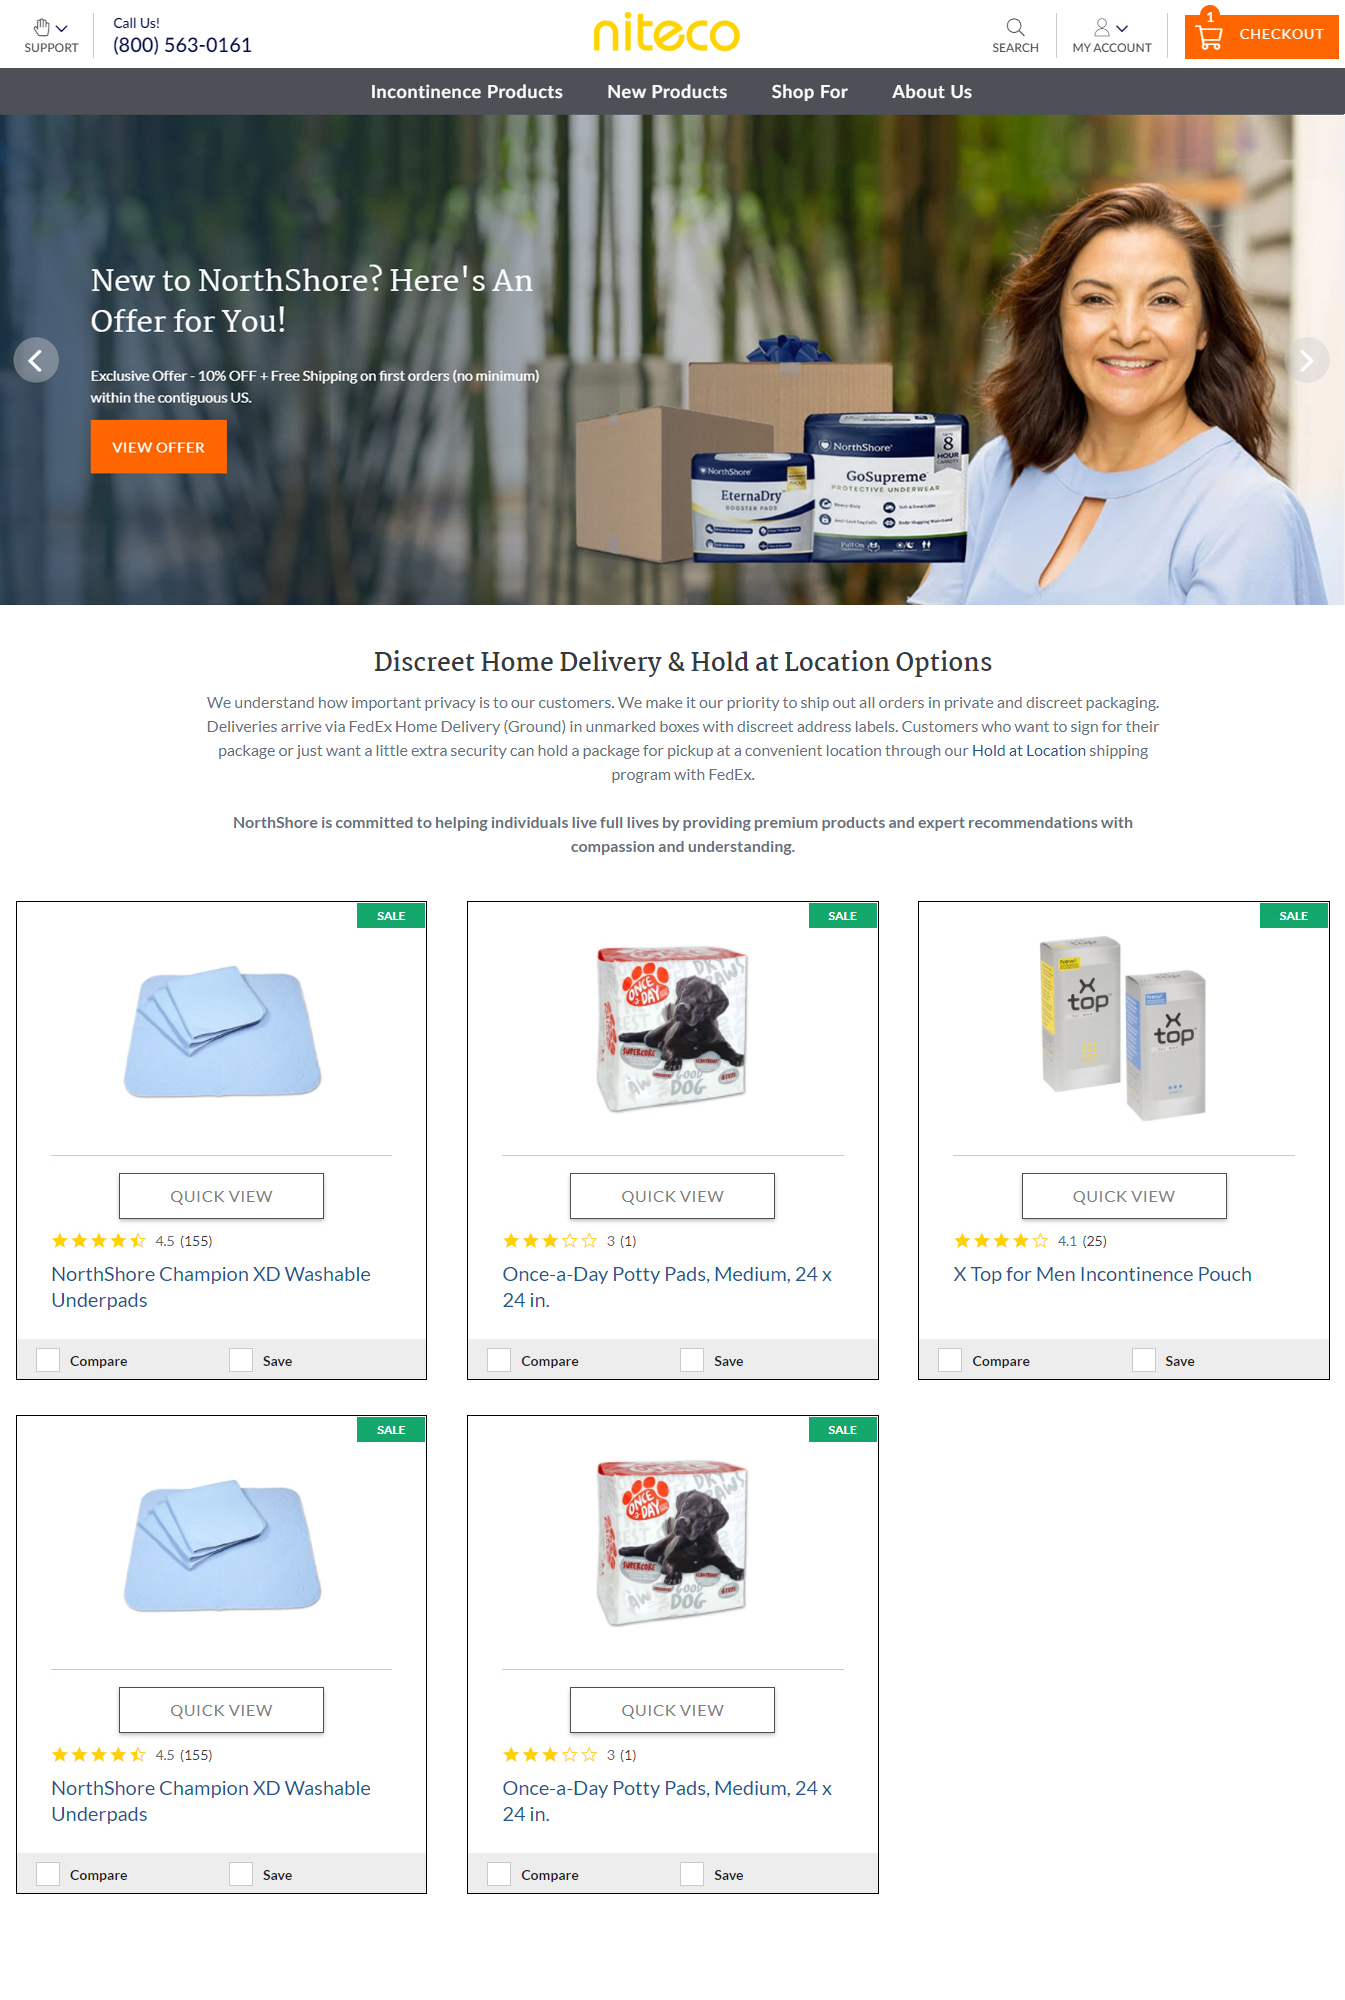 SUPPORT
Call Us!
(800) 563-0161
niteco
SEARCH
MY ACCOUNT
1
CHECKOUT
Incontinence Products
New Products
Shop For
About Us
New to NorthShore? Here's An
Offer for You!
Exclusive Offer - 10% OFF + Free Shipping on first orders (no minimum)
within the contiguous US.
VIEW OFFER
NorthShore
EternaDry
BOOSTER PADS
NorthShore
GoSupreme
PROTECTIVE UNDERWEAR
8
HOUR
Discreet Home Delivery & Hold at Location Options
We understand how important privacy is to our customers. We make it our priority to ship out all orders in private and discreet packaging.
Deliveries arrive via FedEx Home Delivery (Ground) in unmarked boxes with discreet address labels. Customers who want to sign for their
package or just want a little extra security can hold a package for pickup at a convenient location through our Hold at Location shipping
program with FedEx.
NorthShore is committed to helping individuals live full lives by providing premium products and expert recommendations with
compassion and understanding.
SALE
QUICK VIEW
4.5 (155)
NorthShore Champion XD Washable
Underpads
Compare
Save
SALE
ONCE
a DAY
SUPERCORE
GOOD
DOG
QUICK VIEW
3 (1)
Once-a-Day Potty Pads, Medium, 24 x
24 in.
Compare
Save
SALE
New!
X
top
New!
X
top
QUICK VIEW
4.1 (25)
X Top for Men Incontinence Pouch
Compare
Save
SALE
QUICK VIEW
4.5 (155)
NorthShore Champion XD Washable
Underpads
Compare
Save
SALE
ONCE
a DAY
SUPERCORE
GOOD
DOG
QUICK VIEW
3 (1)
Once-a-Day Potty Pads, Medium, 24 x
24 in.
Compare
Save